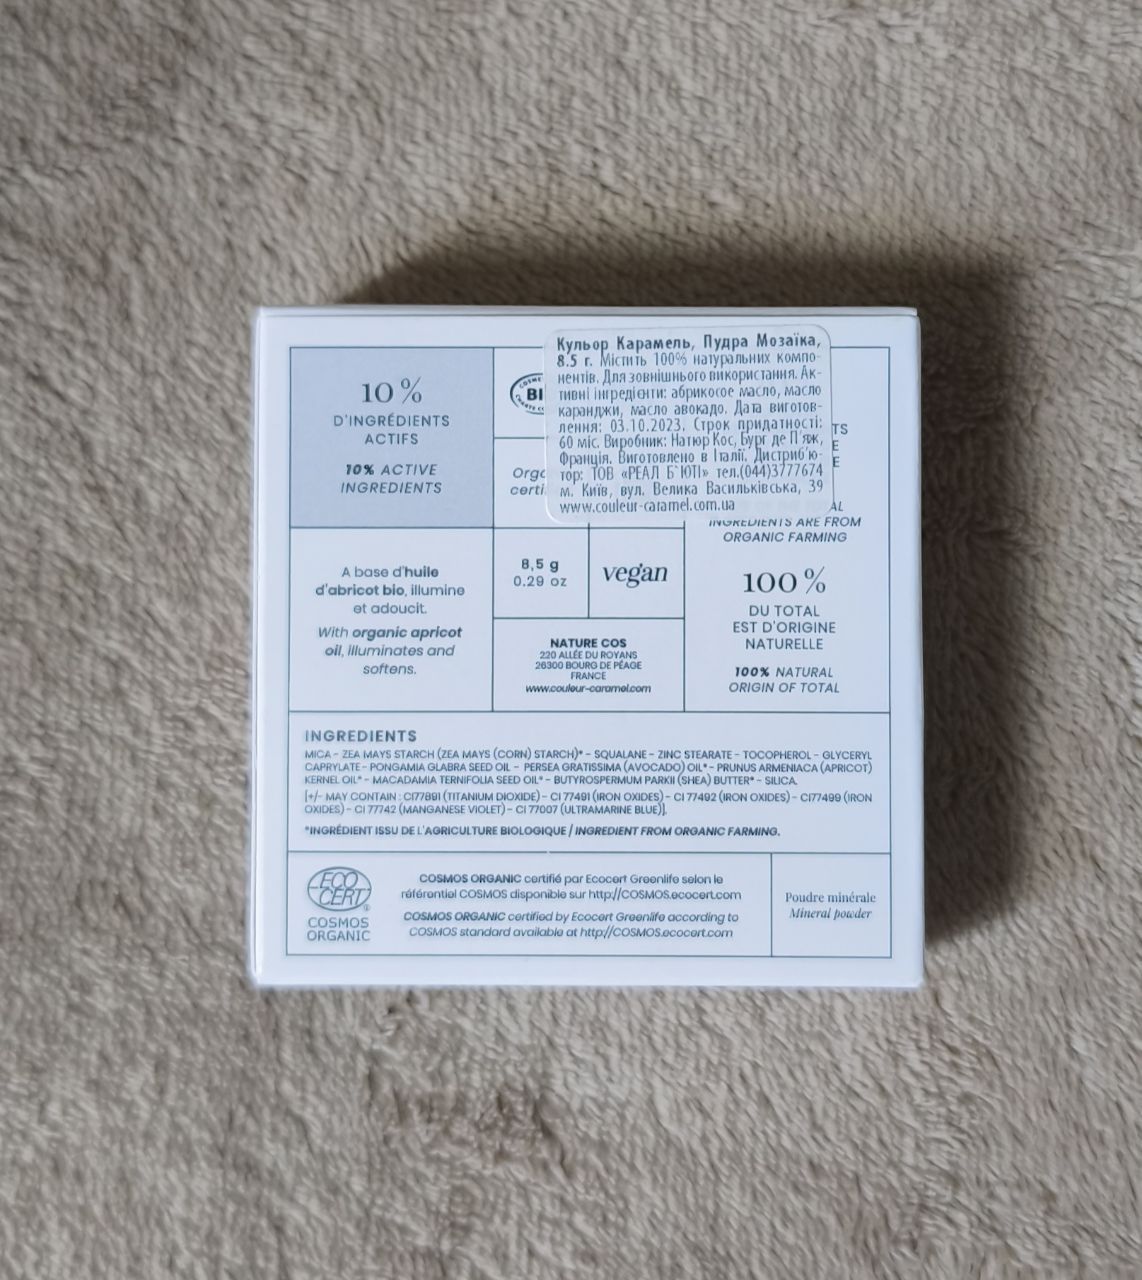 10 %
D'INGRÉDIENTS
ACTIFS
10% ACTIVE
INGREDIENTS
BI
Кульор Карамель, Пудра Мозаїка,
8.5 г. Містить 100% натуральних компо-
нентів. Для зовнішнього використання. Ак-
тивні інгредієнти: абрикосое масло, масло
каранджи, масло авокадо. Дата виготов-
лення: 03.10.2023. Строк придатності:
60 міс. Виробник: Натюр Кос, Бург де П'яж,
Франція. Виготовлено в Італії. Дистриб'ю-
тор: ТОВ «РЕАЛ Б`ЮТІ» тел.(044)3777674
м. Київ, вул. Велика Васильківська, 39
www.couleur-caramel.com.ua
INGREDIENTS ARE FROM
ORGANIC FARMING
A base d'huile
d'abricot bio, illumine
et adoucit.
With organic apricot
oil, illuminates and
softens.
8,5 g
0.29 oz
vegan
NATURE COS
220 ALLÉE DU ROYANS
26300 BOURG DE PÉAGE
FRANCE
www.couleur-caramel.com
100 %
DU TOTAL
EST D'ORIGINE
NATURELLE
100% NATURAL
ORIGIN OF TOTAL
INGREDIENTS
MICA - ZEA MAYS STARCH (ZEA MAYS (CORN) STARCH)* - SQUALANE - ZINC STEARATE - TOCOPHEROL - GLYCERYL
CAPRYLATE - PONGAMIA GLABRA SEED OIL - PERSEA GRATISSIMA (AVOCADO) OIL* - PRUNUS ARMENIACA (APRICOT)
KERNEL OIL* - MACADAMIA TERNIFOLIA SEED OIL* - BUTYROSPERMUM PARKII (SHEA) BUTTER* - SILICA.
[+/- MAY CONTAIN : CI77891 (TITANIUM DIOXIDE) - CI 77491 (IRON OXIDES) - CI 77492 (IRON OXIDES) - CI77499 (IRON
OXIDES) - CI 77742 (MANGANESE VIOLET) - CI 77007 (ULTRAMARINE BLUE)].
*INGRÉDIENT ISSU DE L'AGRICULTURE BIOLOGIQUE / INGREDIENT FROM ORGANIC FARMING.
ECO
CERT
COSMOS
ORGANIC
COSMOS ORGANIC certifié par Ecocert Greenlife selon le
référentiel COSMOS disponible sur http://COSMOS.ecocert.com
COSMOS ORGANIC certified by Ecocert Greenlife according to
COSMOS standard available at http://COSMOS.ecocert.com
Poudre minérale
Mineral powder